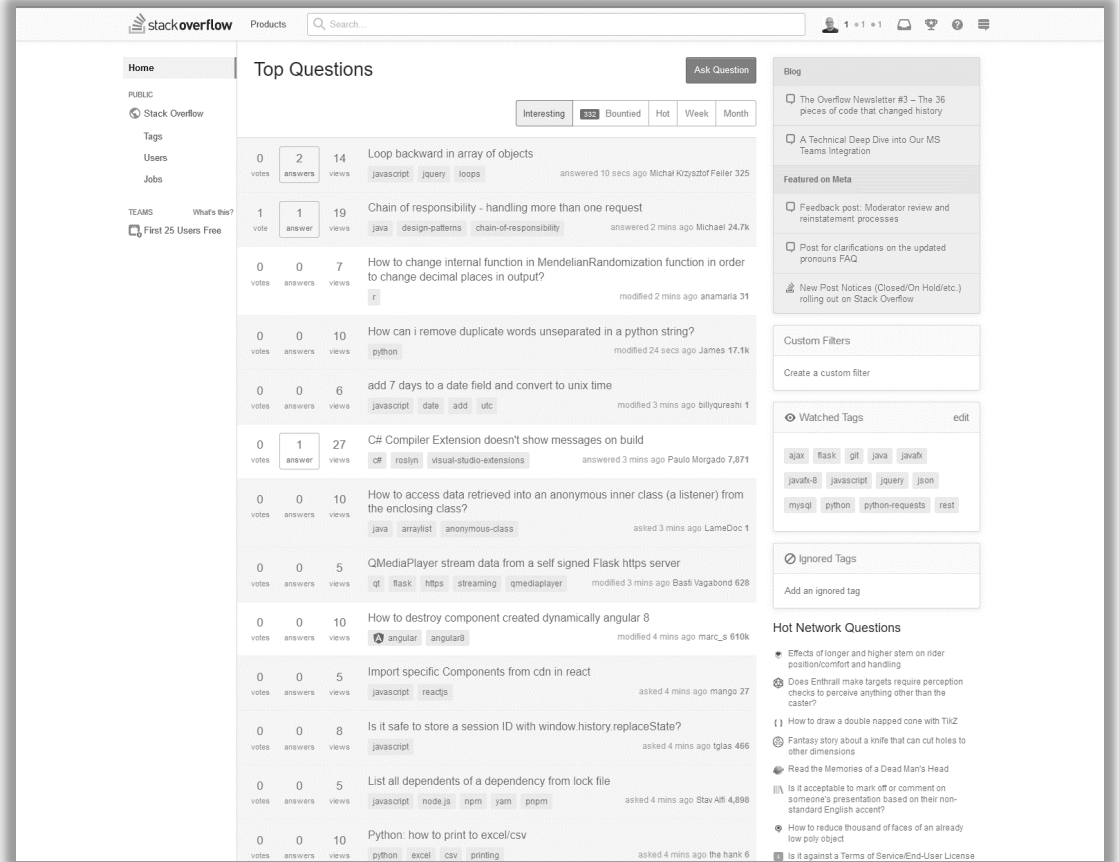 stackoverflow Products Search... 1 1 1
Home
PUBLIC
Stack Overflow
Tags
Users
Jobs
TEAMS What's this?
First 25 Users Free
Top Questions Ask Question
Interesting 332 Bountied Hot Week Month
0 2 14 Loop backward in array of objects
votes answers views javascript jquery loops answered 10 secs ago Michał Krzysztof Feiler 325
1 1 19 Chain of responsibility - handling more than one request
vote answer views java design-patterns chain-of-responsibility answered 2 mins ago Michael 24.7k
0 0 7 How to change internal function in MendelianRandomization function in order
votes answers views to change decimal places in output?
r modified 2 mins ago anamaria 31
0 0 10 How can i remove duplicate words unseparated in a python string?
votes answers views python modified 24 secs ago James 17.1k
0 0 6 add 7 days to a date field and convert to unix time
votes answers views javascript date add utc modified 3 mins ago billyqureshi 1
0 1 27 C# Compiler Extension doesn't show messages on build
votes answer views c# roslyn visual-studio-extensions answered 3 mins ago Paulo Morgado 7,871
0 0 10 How to access data retrieved into an anonymous inner class (a listener) from
votes answers views the enclosing class?
java arraylist anonymous-class asked 3 mins ago LameDoc 1
0 0 5 QMediaPlayer stream data from a self signed Flask https server
votes answers views qt flask https streaming qmediaplayer modified 3 mins ago Basti Vagabond 628
0 0 10 How to destroy component created dynamically angular 8
votes answers views angular angular8 modified 4 mins ago marc_s 610k
0 0 5 Import specific Components from cdn in react
votes answers views javascript reactjs asked 4 mins ago mango 27
0 0 8 Is it safe to store a session ID with window.history.replaceState?
votes answers views javascript asked 4 mins ago tglas 466
0 0 5 List all dependents of a dependency from lock file
votes answers views javascript node.js npm yarn pnpm asked 4 mins ago Stav Alfi 4,898
0 0 10 Python: how to print to excel/csv
votes answers views python excel csv printing asked 4 mins ago the hank 6
Blog
The Overflow Newsletter #3 – The 36
pieces of code that changed history
A Technical Deep Dive into Our MS
Teams Integration
Featured on Meta
Feedback post: Moderator review and
reinstatement processes
Post for clarifications on the updated
pronouns FAQ
New Post Notices (Closed/On Hold/etc.)
rolling out on Stack Overflow
Custom Filters
Create a custom filter
Watched Tags edit
ajax flask git java javafx
javafx-8 javascript jquery json
mysql python python-requests rest
Ignored Tags
Add an ignored tag
Hot Network Questions
Effects of longer and higher stem on rider
position/comfort and handling
Does Enthrall make targets require perception
checks to perceive anything other than the
caster?
How to draw a double napped cone with TikZ
Fantasy story about a knife that can cut holes to
other dimensions
Read the Memories of a Dead Man's Head
Is it acceptable to mark off or comment on
someone's presentation based on their non-
standard English accent?
How to reduce thousand of faces of an already
low poly object
Is it against a Terms of Service/End-User License